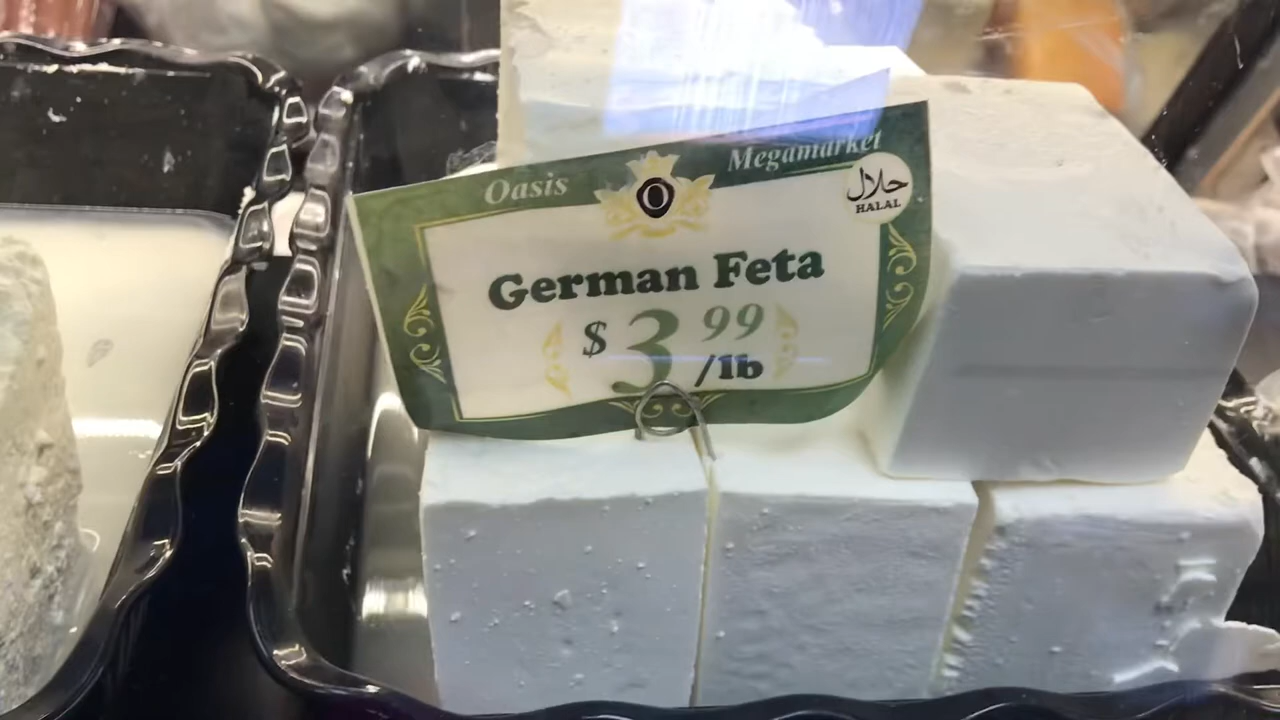 Oasis
Megamarket
O
حلال
HALAL
German Feta
$3 99
/lb